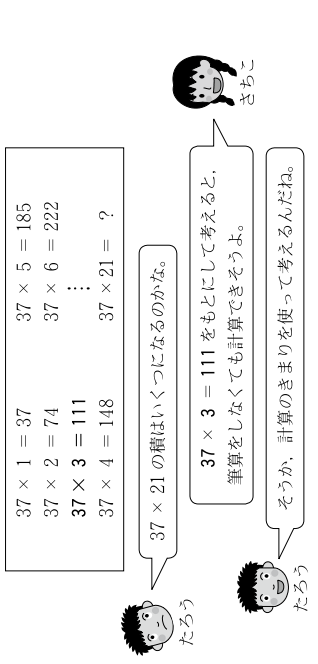 37 × 1 = 37
37 × 2 = 74
37 × 3 = 111
37 × 4 = 148
37 × 5 = 185
37 × 6 = 222
⋮
37 × 21 = ?
たろう
37 × 21 の積はいくつになるのかな。
37 × 3 = 111 をもとにして考えると，
筆算をしなくても計算できそうよ。
さちこ
たろう
そうか，計算のきまりを使って考えるんだね。